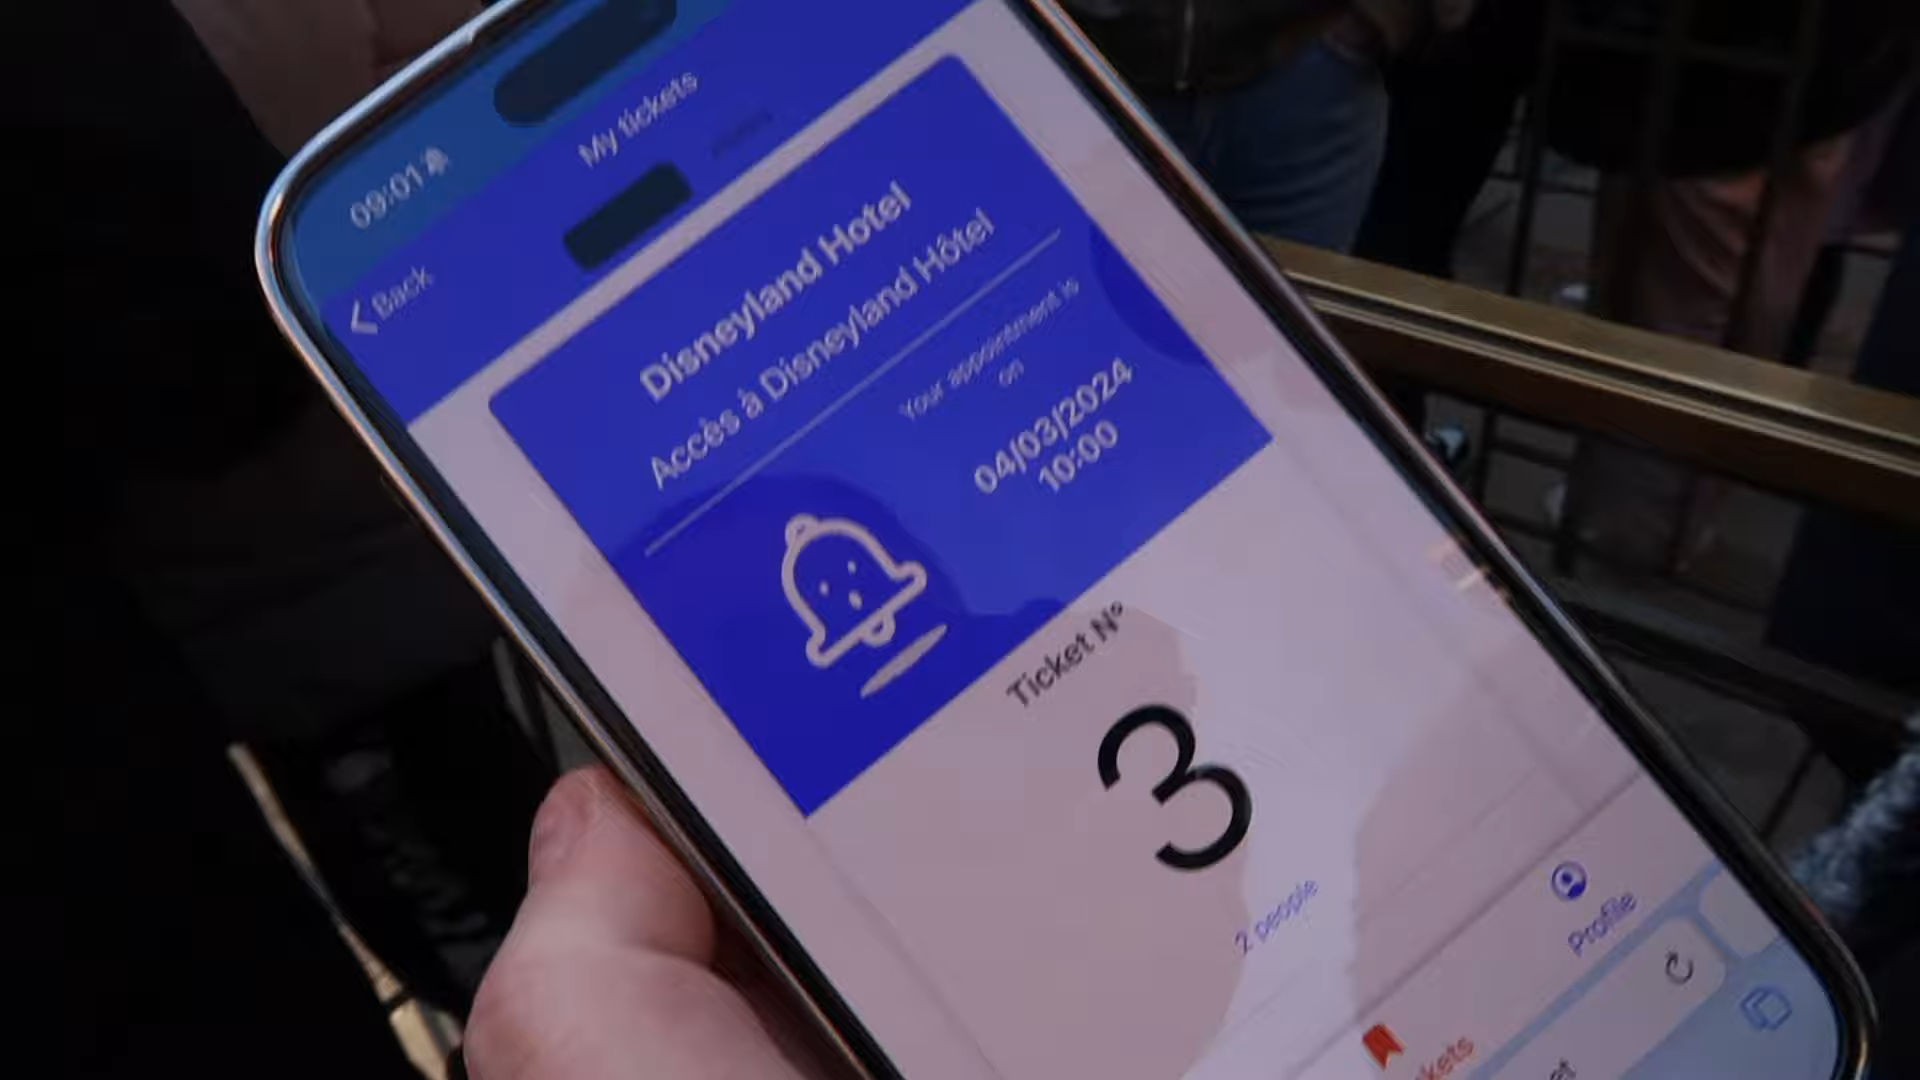 09:01
My tickets
Back
Disneyland Hotel
Accès à Disneyland Hôtel
Your appointment is
on
04/03/2024
10:00
Ticket N°
3
2 people
Profile